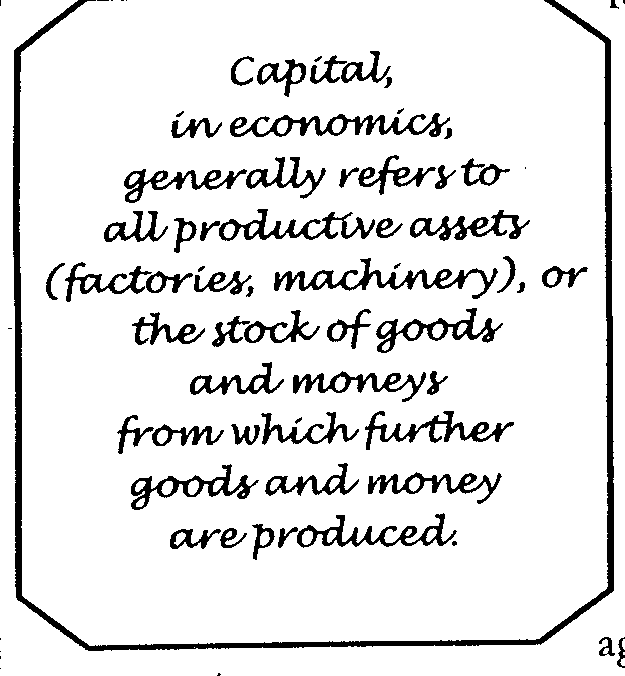 Capital,
in economics,
generally refers to
all productive assets
(factories, machinery), or
the stock of goods
and moneys
from which further
goods and money
are produced.
ag